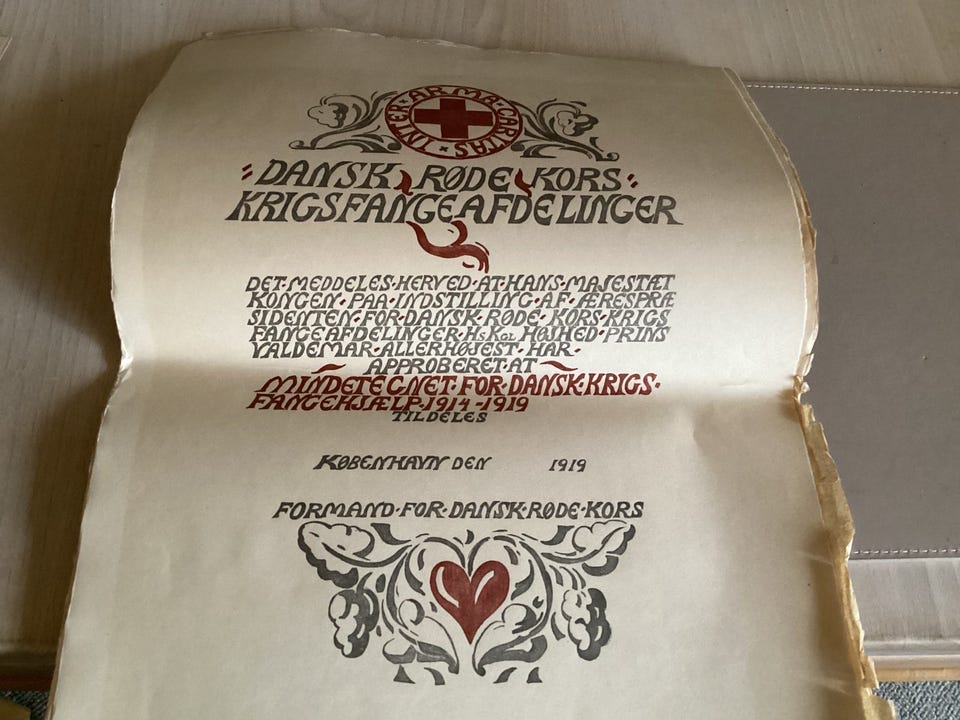 INTER·ARMA·CARITAS
DANSK RØDE KORS
KRIGSFANGEAFDELINGER
DET·MEDDELES·HERVED·AT·HANS·MAJESTÆT
KONGEN·PAA·INDSTILLING·AF·ÆRESPRÆ
SIDENTEN·FOR·DANSK·RØDE·KORS·KRIGS
FANGEAFDELINGER·Hs Kgl HØJHED·PRINS
VALDEMAR·ALLERHØJEST·HAR·
APPROBERET·AT
MINDETEGNET·FOR·DANSK·KRIGS·
FANGEHJÆLP·1914-1919
TILDELES
KØBENHAVN DEN 1919
FORMAND·FOR·DANSK·RØDE·KORS